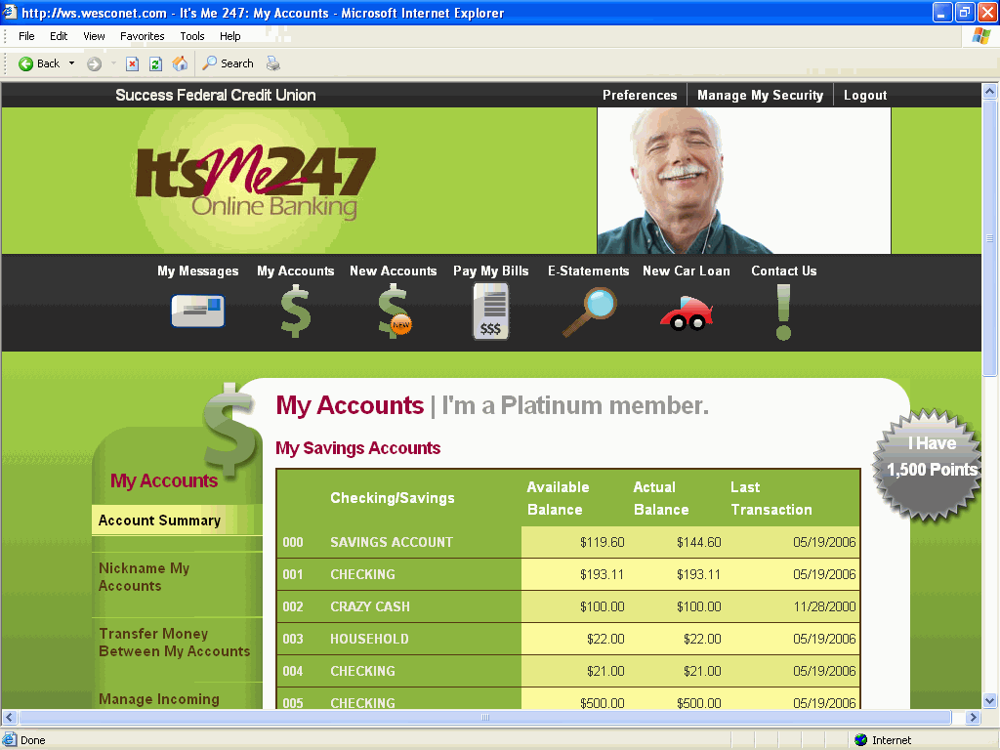 http://ws.wesconet.com - It's Me 247: My Accounts - Microsoft Internet Explorer
File Edit View Favorites Tools Help
Back Search
Success Federal Credit Union Preferences Manage My Security Logout
It's Me 247
Online Banking
My Messages My Accounts New Accounts Pay My Bills E-Statements New Car Loan Contact Us
$ $ NEW $$$
$ My Accounts | I'm a Platinum member.
My Savings Accounts
I Have
1,500 Points
My Accounts
Account Summary
Nickname My
Accounts
Transfer Money
Between My Accounts
Manage Incoming
Checking/Savings Available Balance Actual Balance Last Transaction
000 SAVINGS ACCOUNT $119.60 $144.60 05/19/2006
001 CHECKING $193.11 $193.11 05/19/2006
002 CRAZY CASH $100.00 $100.00 11/28/2000
003 HOUSEHOLD $22.00 $22.00 05/19/2006
004 CHECKING $21.00 $21.00 05/19/2006
005 CHECKING $500.00 $500.00 05/19/2006
Done Internet